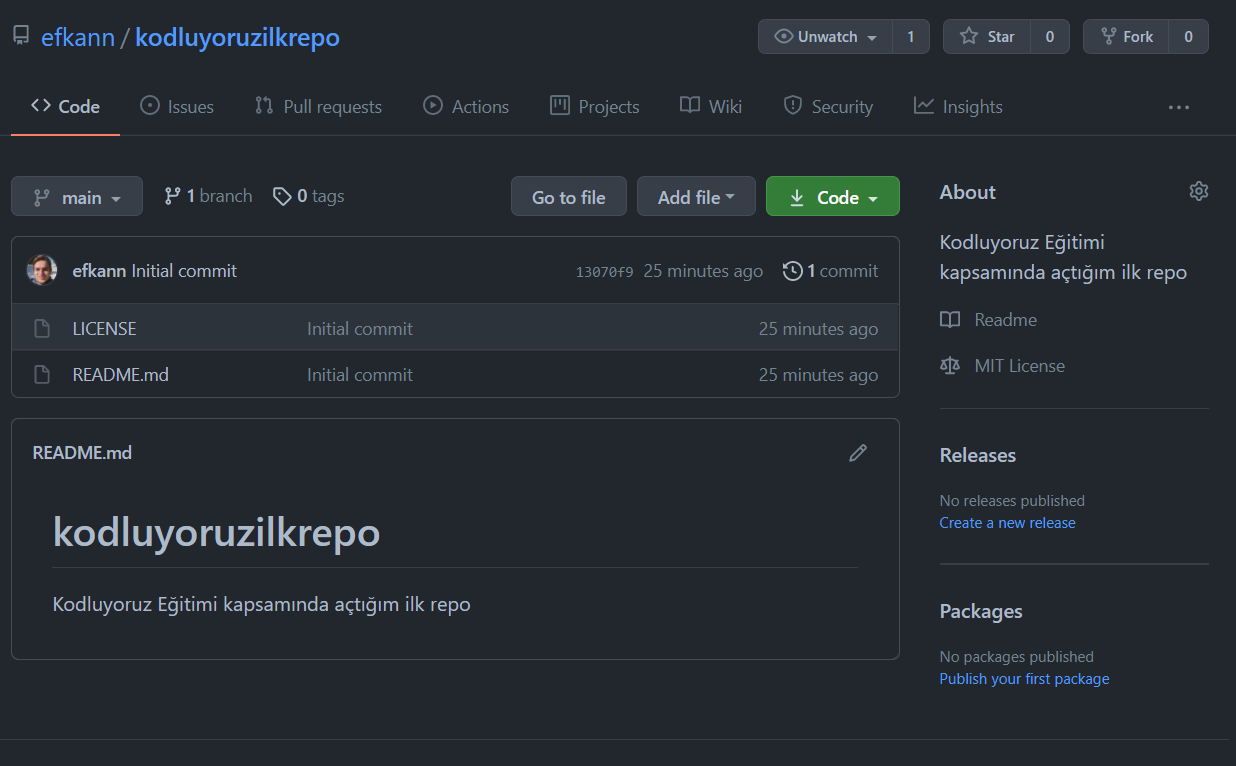 efkann / kodluyoruzilkrepo
Unwatch 1 Star 0 Fork 0
Code Issues Pull requests Actions Projects Wiki Security Insights
main 1 branch 0 tags Go to file Add file Code
efkann Initial commit 13070f9 25 minutes ago 1 commit
LICENSE Initial commit 25 minutes ago
README.md Initial commit 25 minutes ago
README.md
kodluyoruzilkrepo
Kodluyoruz Eğitimi kapsamında açtığım ilk repo
About
Kodluyoruz Eğitimi
kapsamında açtığım ilk repo
Readme
MIT License
Releases
No releases published
Create a new release
Packages
No packages published
Publish your first package